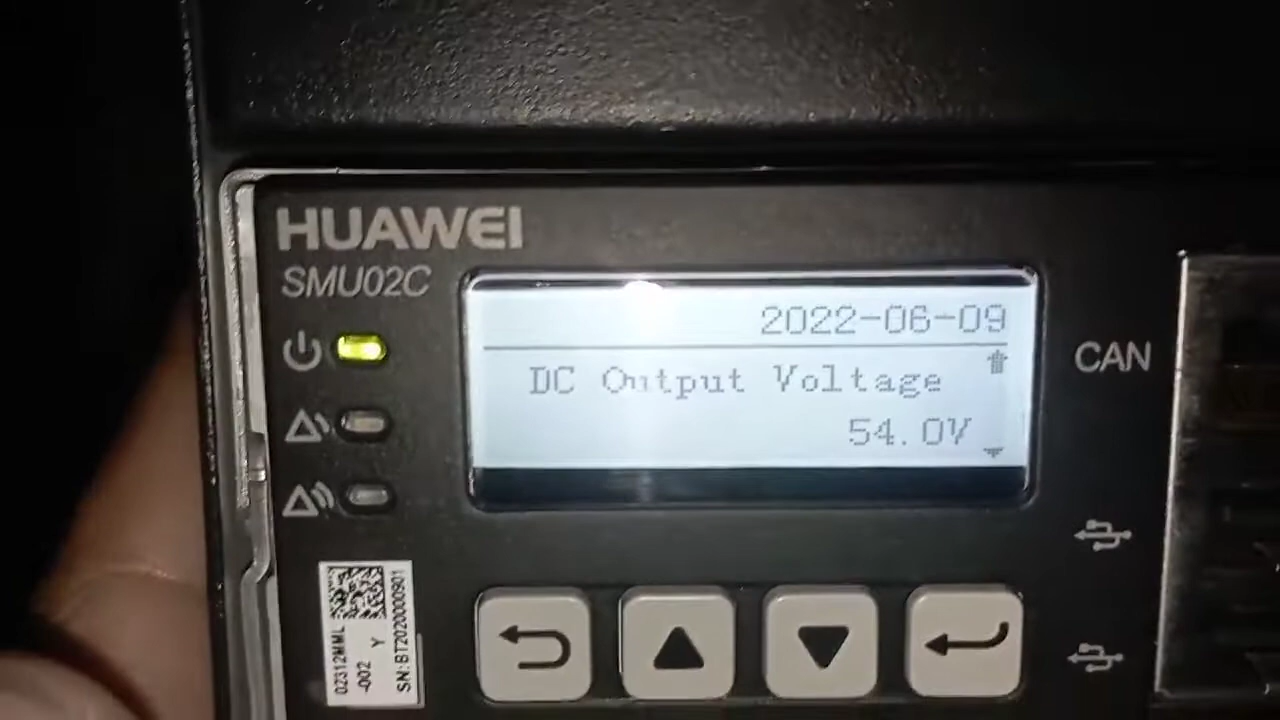 HUAWEI
SMU02C
2022-06-09
DC Output Voltage
54.0V
CAN
02312MML
-002 Y
SN:BT2020000901